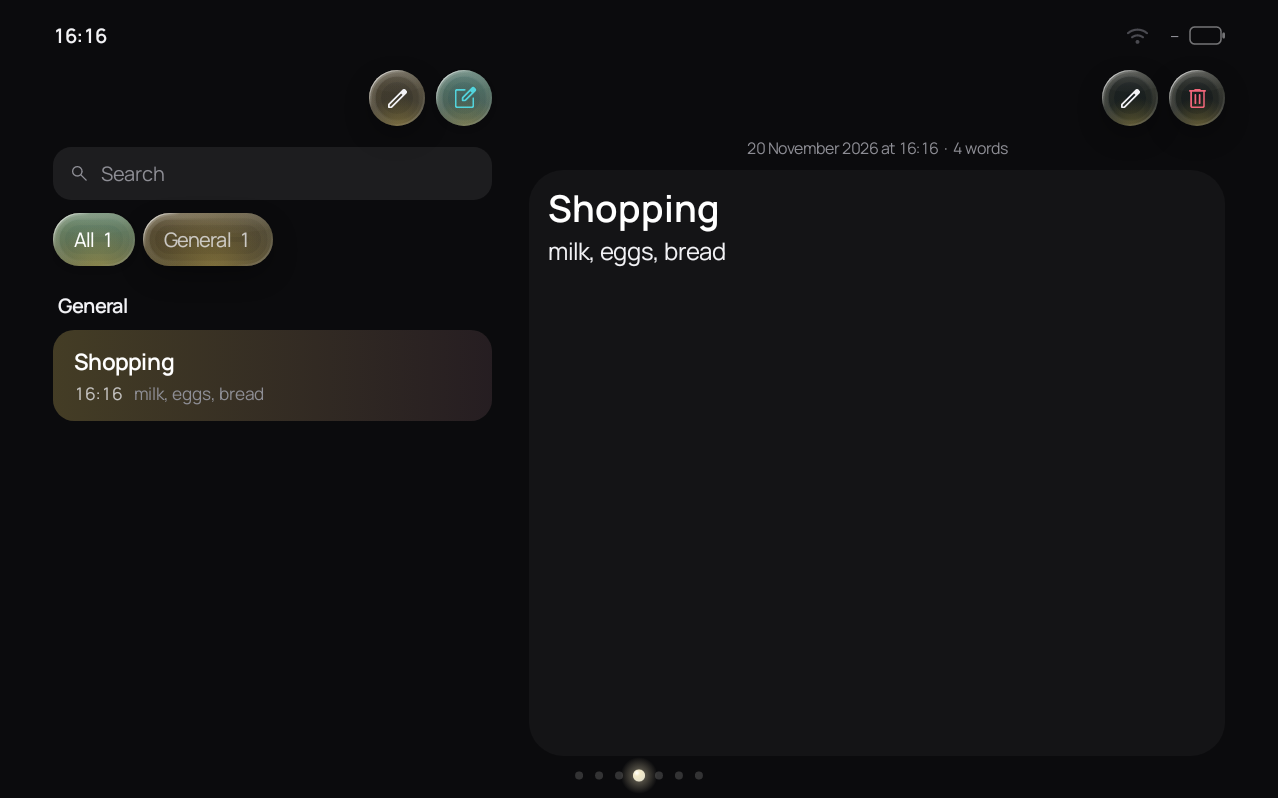 16:16
–
Search
All 1
General 1
General
Shopping
16:16 milk, eggs, bread
20 November 2026 at 16:16 · 4 words
Shopping
milk, eggs, bread